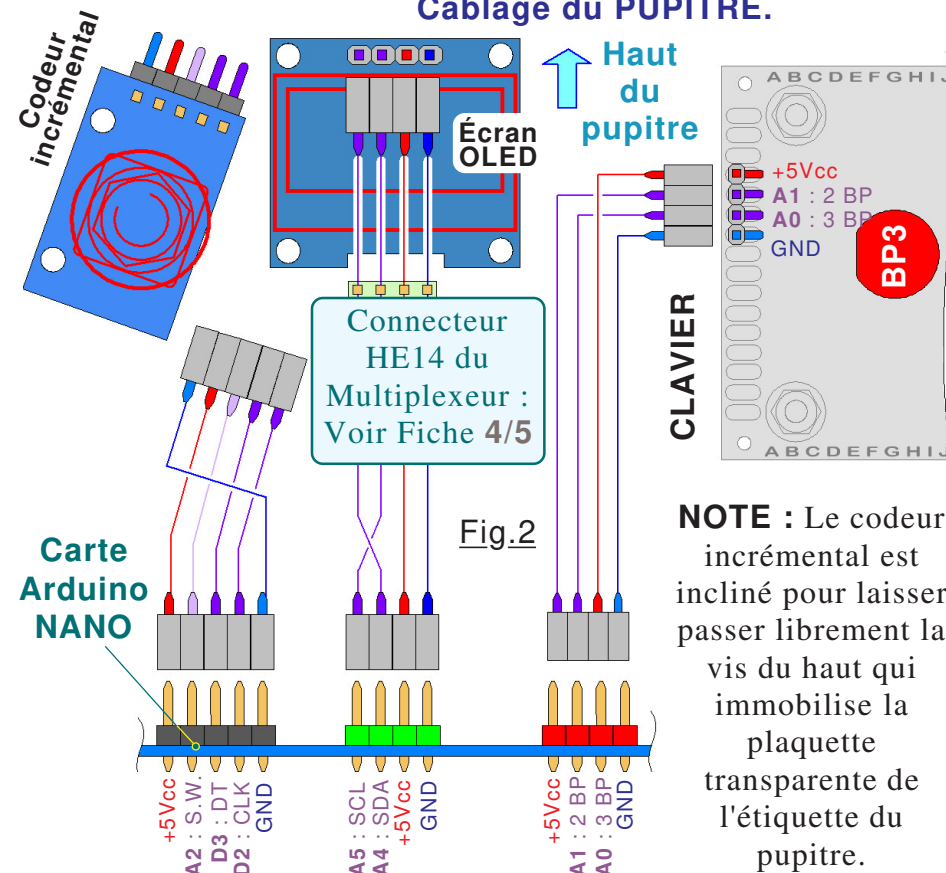 Câblage du PUPITRE.
Codeur
incrémental
Écran
OLED
Haut
du
pupitre
ABCDEFGHIJ
+5Vcc
A1 : 2 BP
A0 : 3 BP
GND
BP3
CLAVIER
ABCDEFGHIJ
Connecteur
HE14 du
Multiplexeur :
Voir Fiche 4/5
Fig.2
Carte
Arduino
NANO
NOTE : Le codeur
incrémental est
incliné pour laisser
passer librement la
vis du haut qui
immobilise la
plaquette
transparente de
l'étiquette du
pupitre.
+5Vcc
A2 : S.W.
D3 : DT
D2 : CLK
GND
A5 : SCL
A4 : SDA
+5Vcc
GND
+5Vcc
A1 : 2 BP
A0 : 3 BP
GND